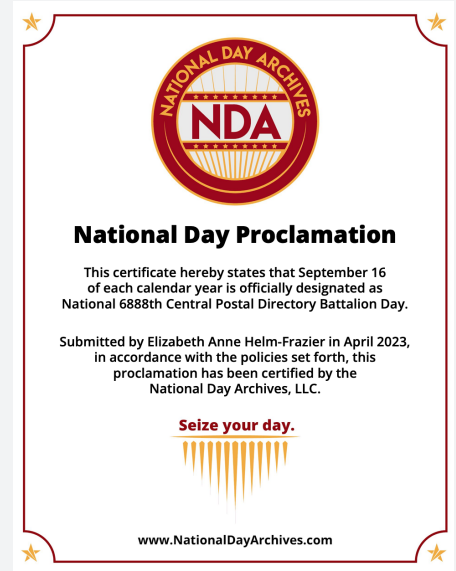 NATIONAL DAY ARCHIVES
NDA
National Day Proclamation
This certificate hereby states that September 16
of each calendar year is officially designated as
National 6888th Central Postal Directory Battalion Day.
Submitted by Elizabeth Anne Helm-Frazier in April 2023,
in accordance with the policies set forth, this
proclamation has been certified by the
National Day Archives, LLC.
Seize your day.
www.NationalDayArchives.com